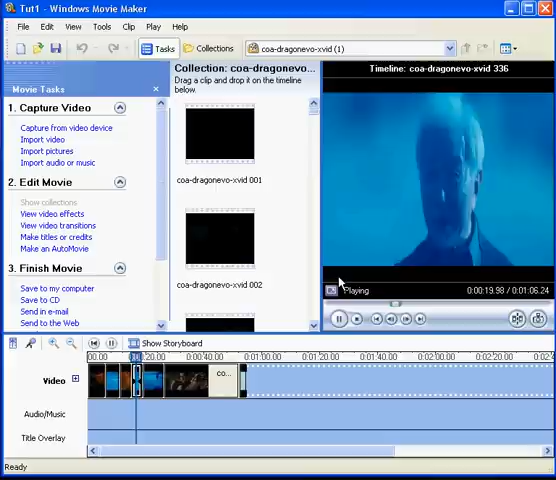 Tut1 - Windows Movie Maker
File Edit View Tools Clip Play Help
Tasks Collections coa-dragonevo-xvid (1)
Movie Tasks
1. Capture Video
Capture from video device
Import video
Import pictures
Import audio or music
2. Edit Movie
Show collections
View video effects
View video transitions
Make titles or credits
Make an AutoMovie
3. Finish Movie
Save to my computer
Save to CD
Send in e-mail
Send to the Web
Collection: coa-dragonevo-xvid...
Drag a clip and drop it on the timeline
below.
coa-dragonevo-xvid 001
coa-dragonevo-xvid 002
Timeline: coa-dragonevo-xvid 336
Playing 0:00:19.98 / 0:01:06.24
Show Storyboard
00.00 0:00:20.00 0:00:40.00 0:01:00.00 0:01:20.00 0:01:40.00 0:02:00.00 0:02:20.00 0:02:4
Video co...
Audio/Music
Title Overlay
Ready